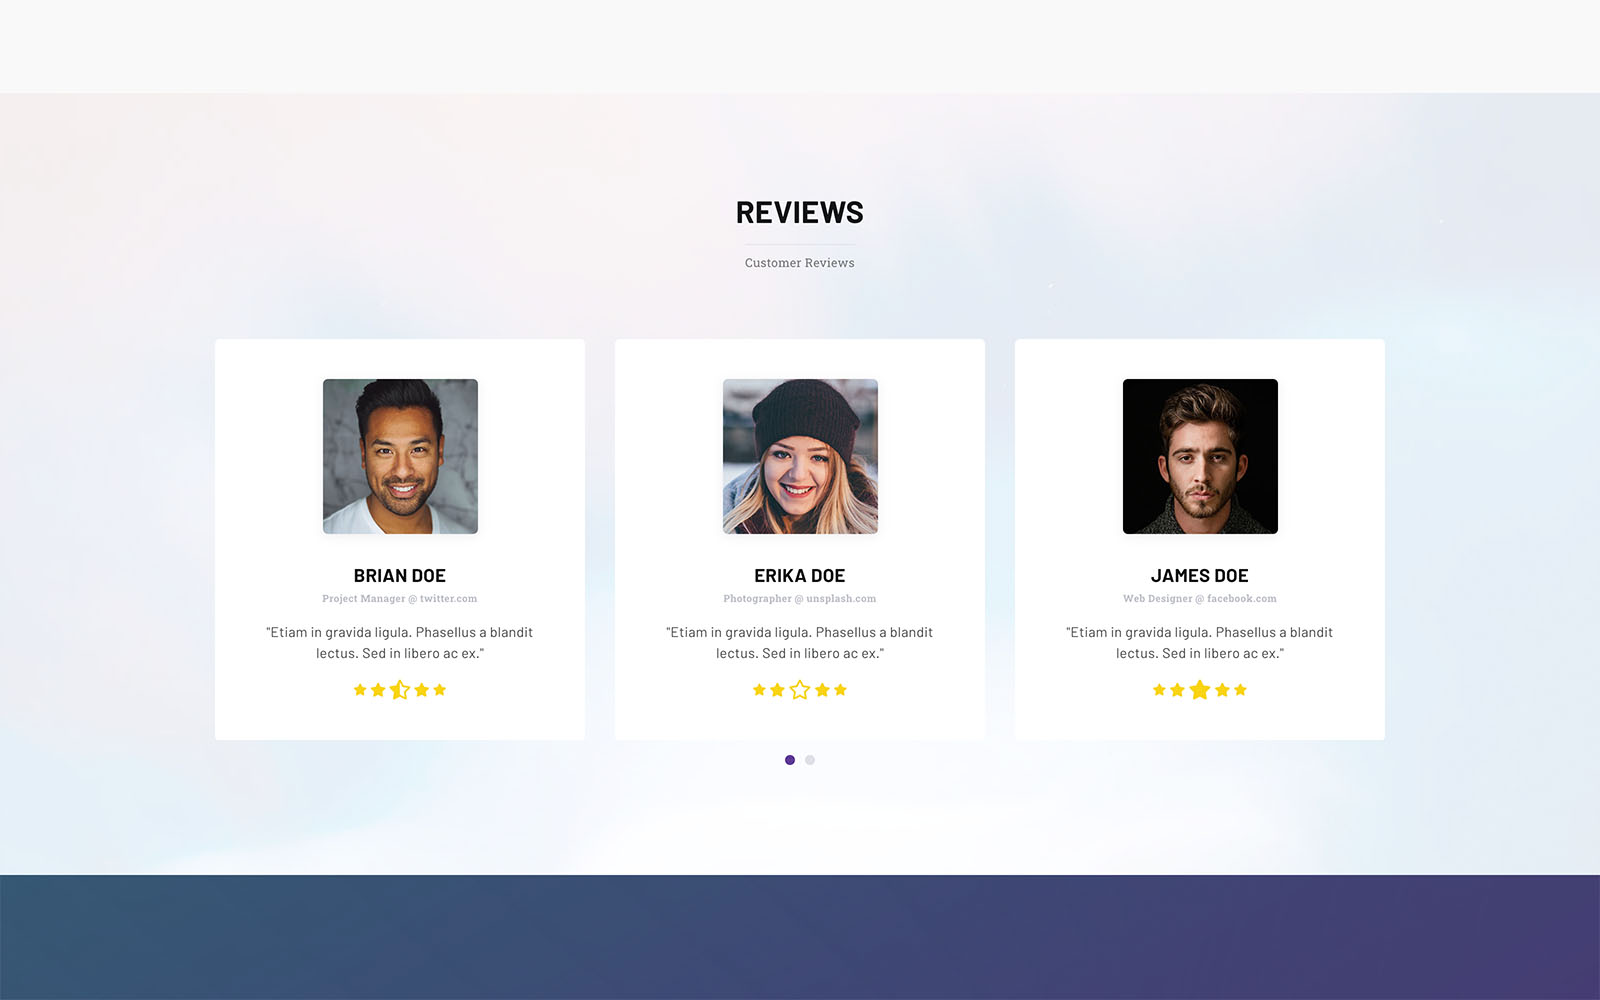 REVIEWS
Customer Reviews
BRIAN DOE
Project Manager @ twitter.com
"Etiam in gravida ligula. Phasellus a blandit
lectus. Sed in libero ac ex."
ERIKA DOE
Photographer @ unsplash.com
"Etiam in gravida ligula. Phasellus a blandit
lectus. Sed in libero ac ex."
JAMES DOE
Web Designer @ facebook.com
"Etiam in gravida ligula. Phasellus a blandit
lectus. Sed in libero ac ex."